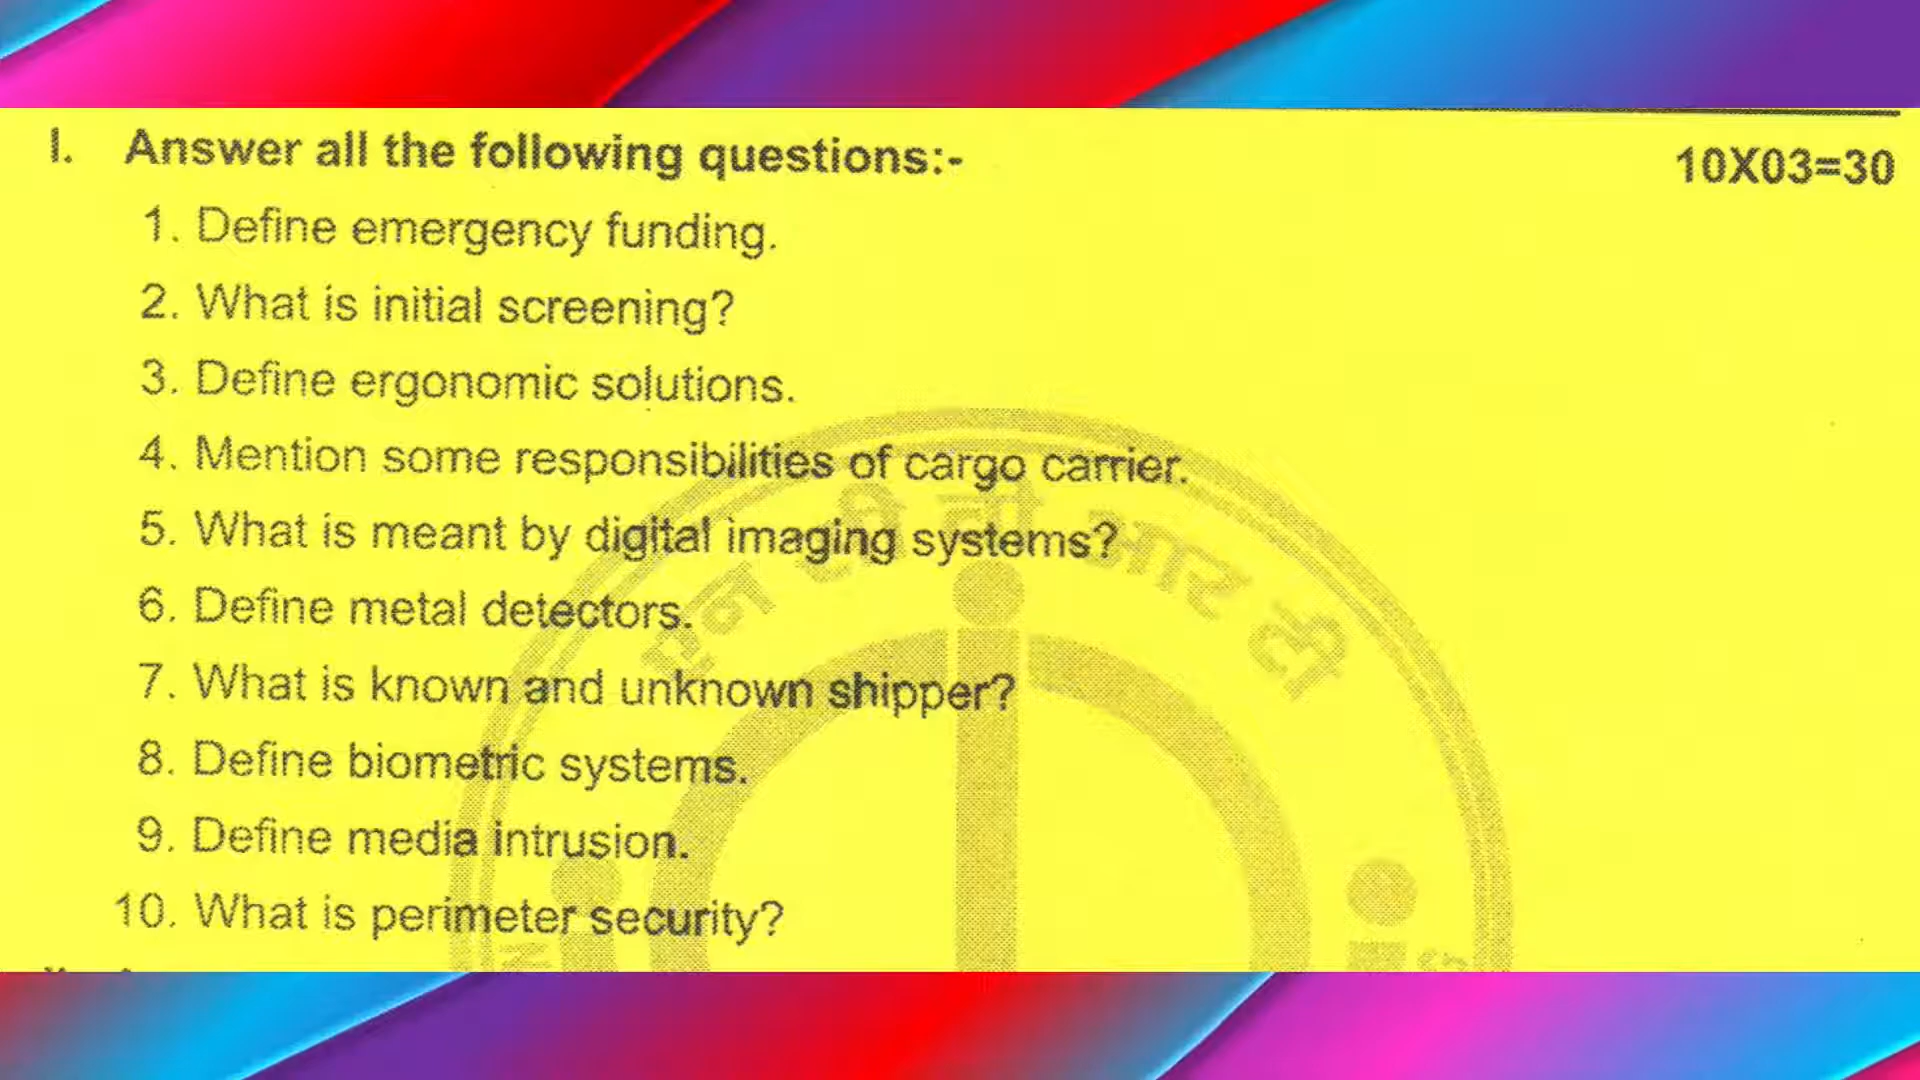 I. Answer all the following questions:- 10X03=30
1. Define emergency funding.
2. What is initial screening?
3. Define ergonomic solutions.
4. Mention some responsibilities of cargo carrier.
5. What is meant by digital imaging systems?
6. Define metal detectors.
7. What is known and unknown shipper?
8. Define biometric systems.
9. Define media intrusion.
10. What is perimeter security?
एन टी टी आर टी